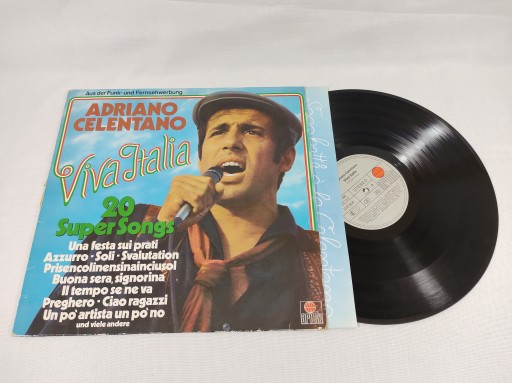 Aus der Funk- und Fernsehwerbung
ADRIANO
CELENTANO
Viva Italia
20
Super Songs
Una festa sui prati
Azzurro · Soli · Svalutation
Prisencolinensinainciusol
Buona sera, signorina
Il tempo se ne va
Preghero · Ciao ragazzi
Un po' artista un po' no
und viele andere
ARIOLA